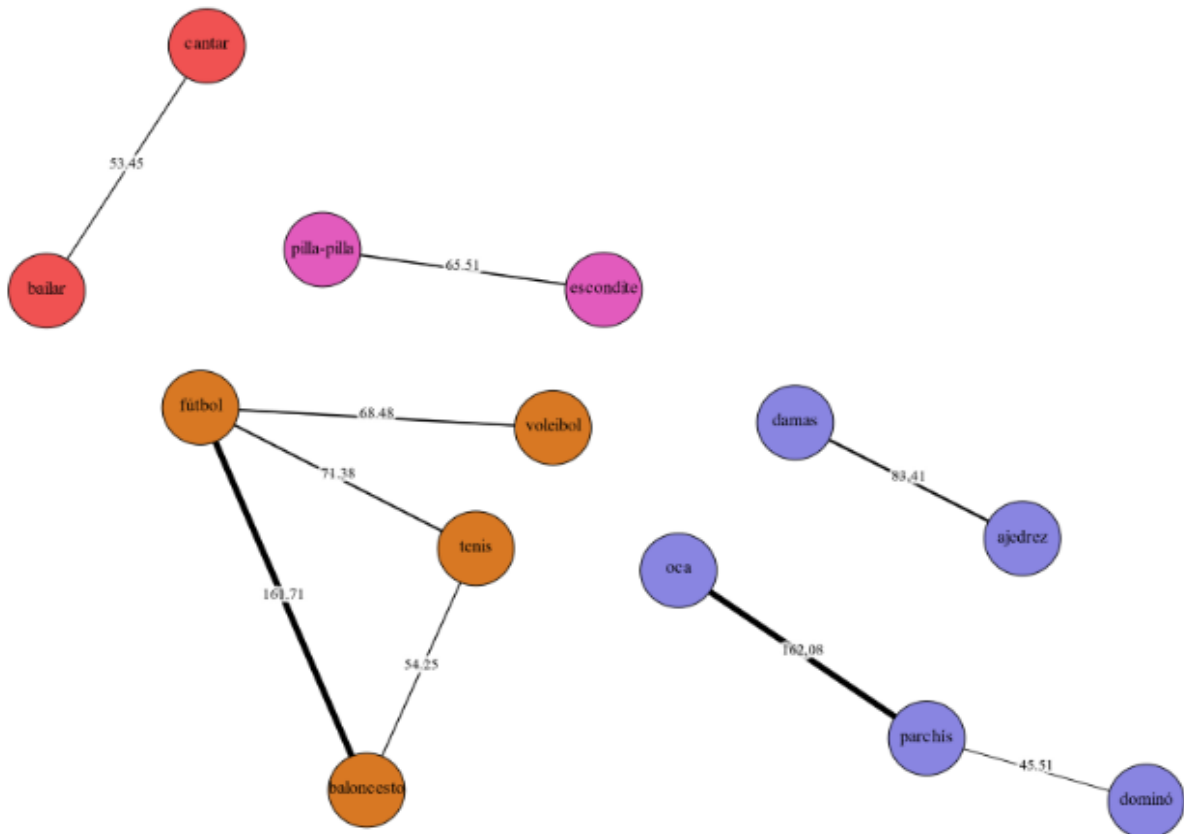 cantar
53.45
bailar
pilla-pilla
65.51
escondite
fútbol
68.48
voleibol
71.38
tenis
161.71
54.25
baloncesto
damas
83.41
ajedrez
oca
162.08
parchís
45.51
dominó